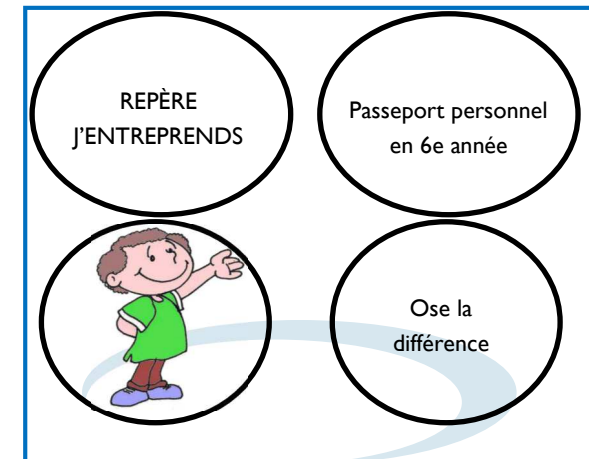 REPÈRE
J'ENTREPRENDS
Passeport personnel
en 6e année
Ose la
différence